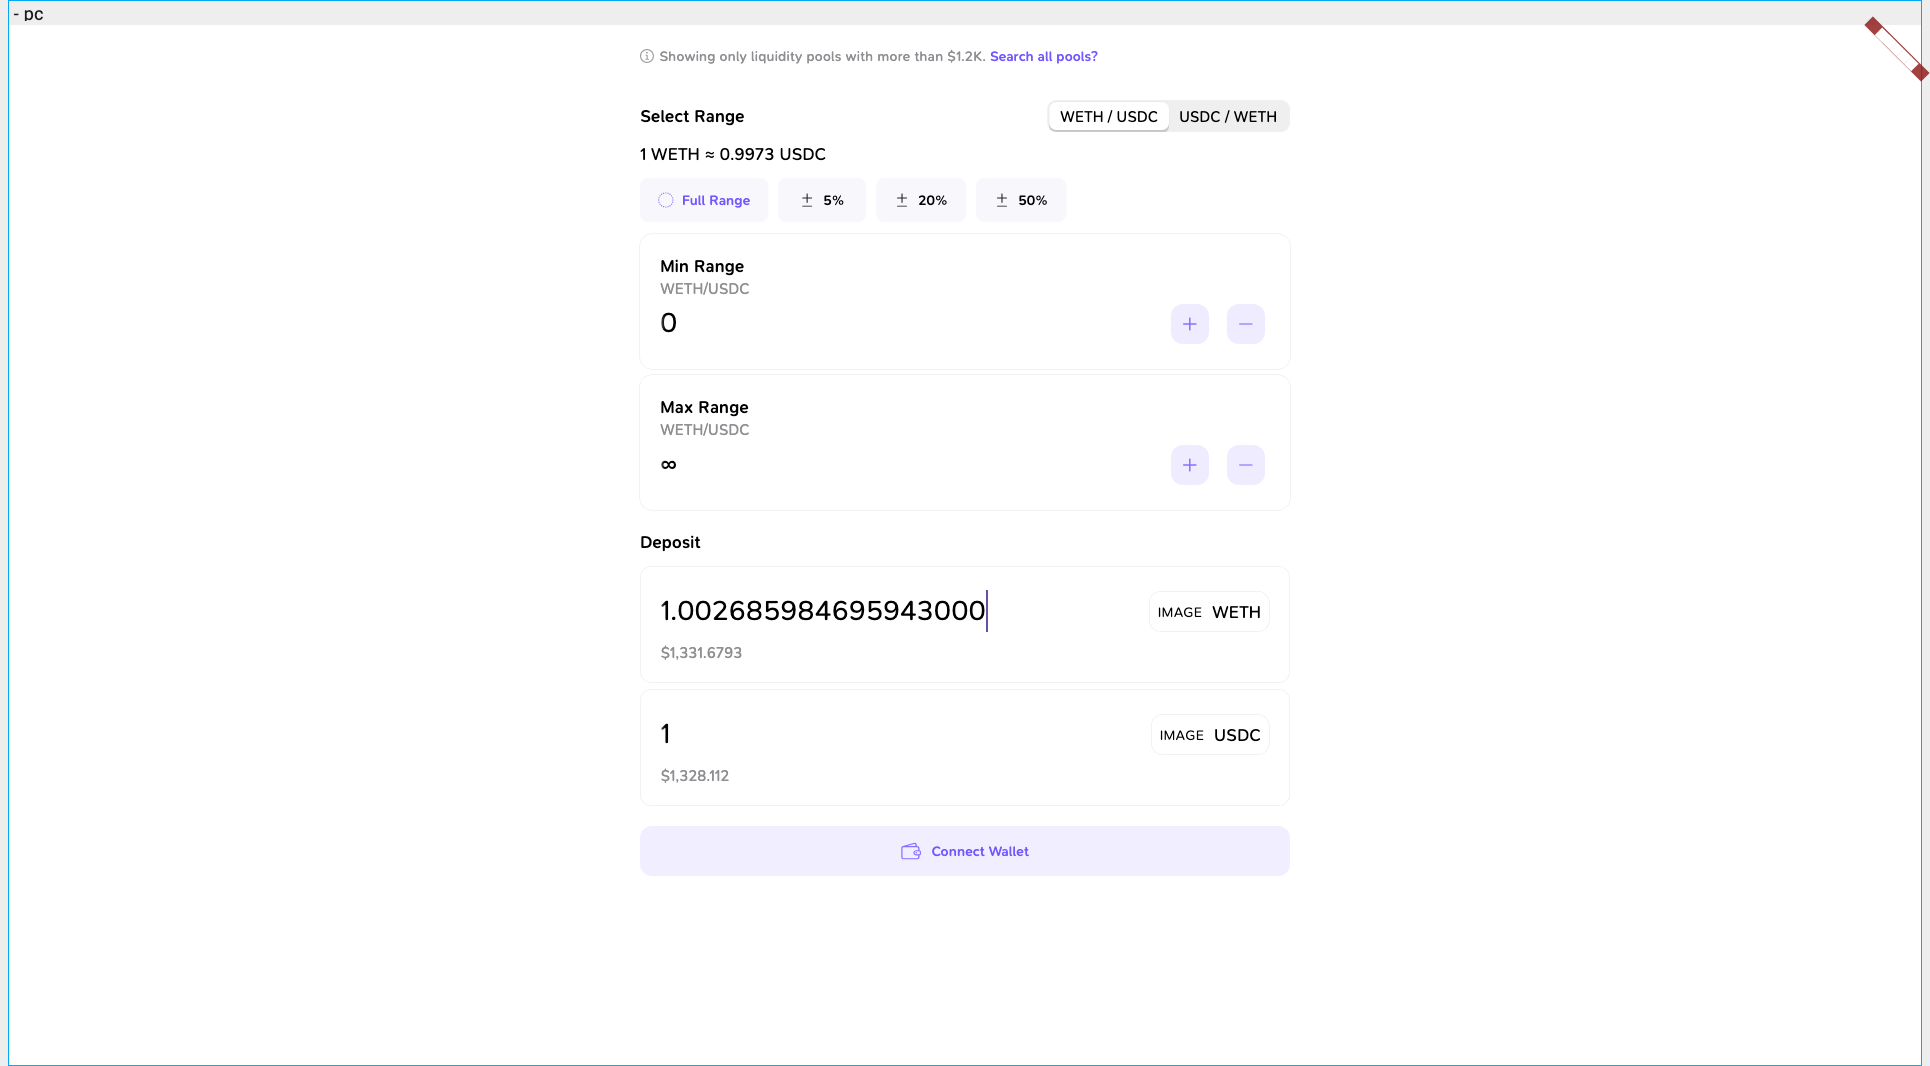 - pc
Showing only liquidity pools with more than $1.2K. Search all pools?
Select Range
WETH / USDC USDC / WETH
1 WETH ≈ 0.9973 USDC
Full Range ± 5% ± 20% ± 50%
Min Range
WETH/USDC
0
Max Range
WETH/USDC
∞
Deposit
1.002685984695943000 IMAGE WETH
$1,331.6793
1 IMAGE USDC
$1,328.112
Connect Wallet